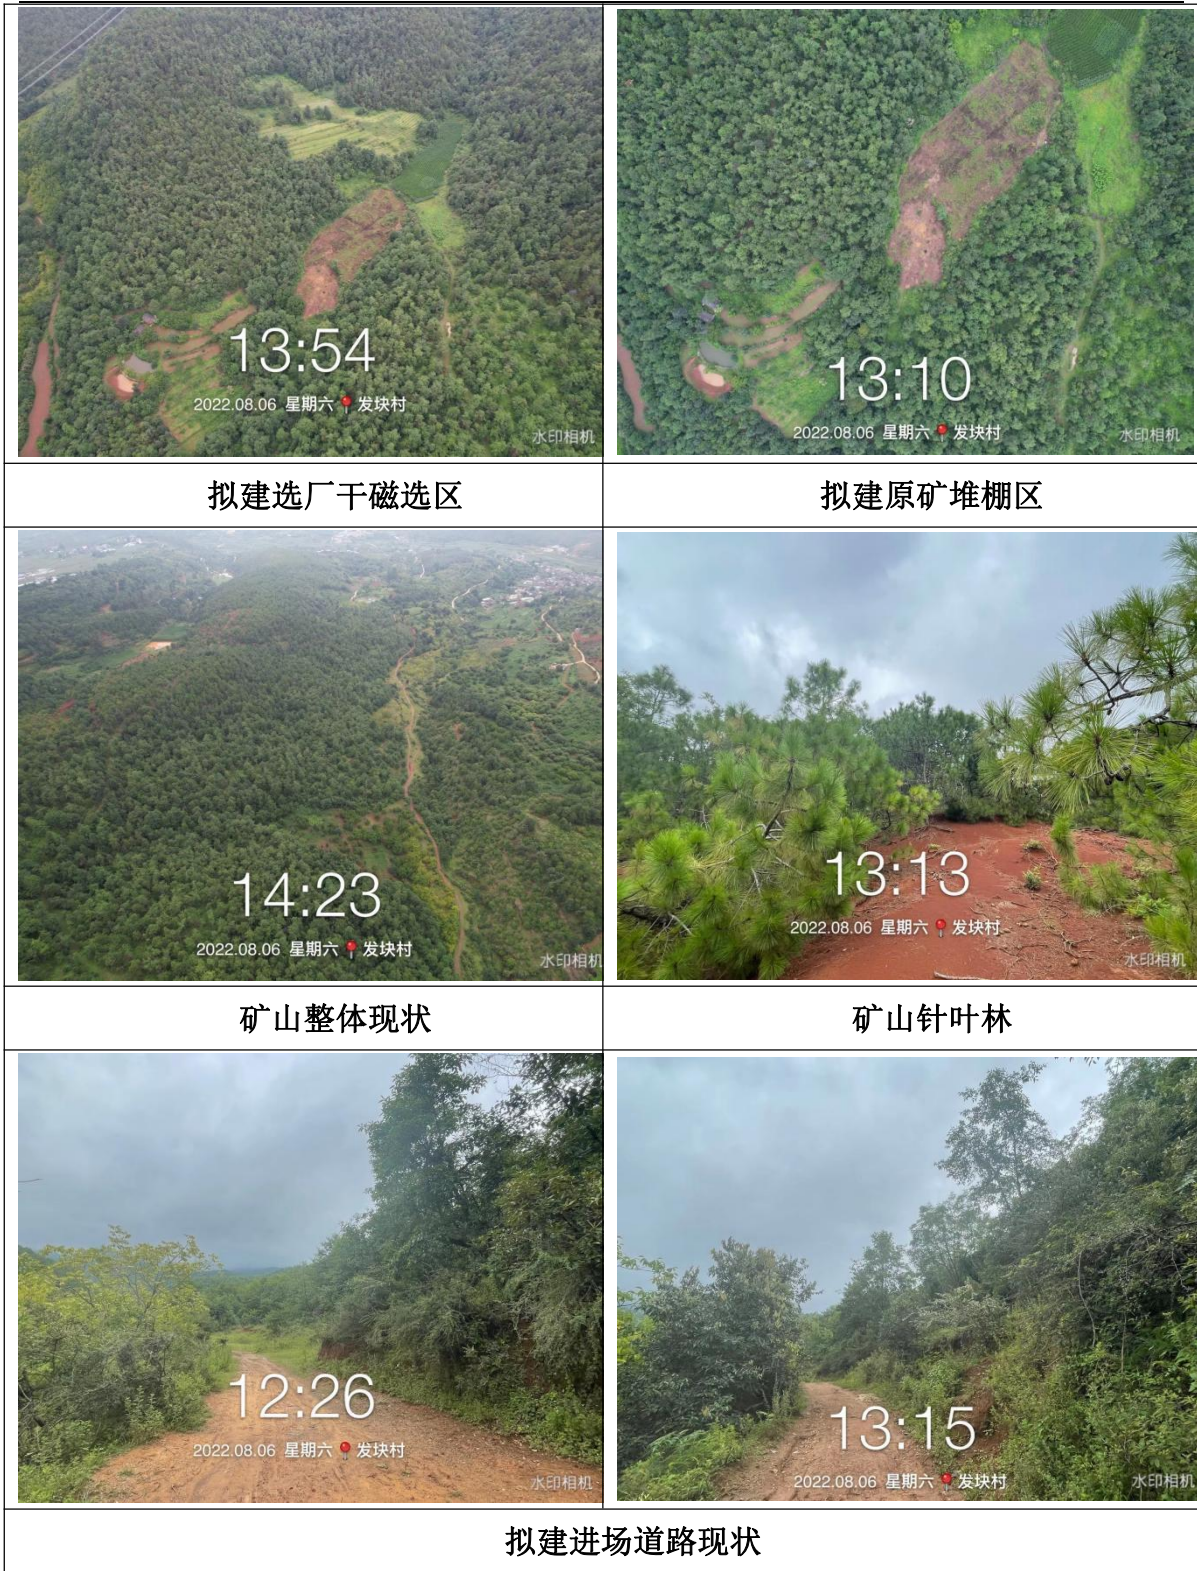 13:54
2022.08.06 星期六 发块村
水印相机
13:10
2022.08.06 星期六 发块村
水印相机
拟建选厂干磁选区
拟建原矿堆棚区
14:23
2022.08.06 星期六 发块村
水印相机
13:13
2022.08.06 星期六 发块村
水印相机
矿山整体现状
矿山针叶林
12:26
2022.08.06 星期六 发块村
水印相机
13:15
2022.08.06 星期六 发块村
水印相机
拟建进场道路现状